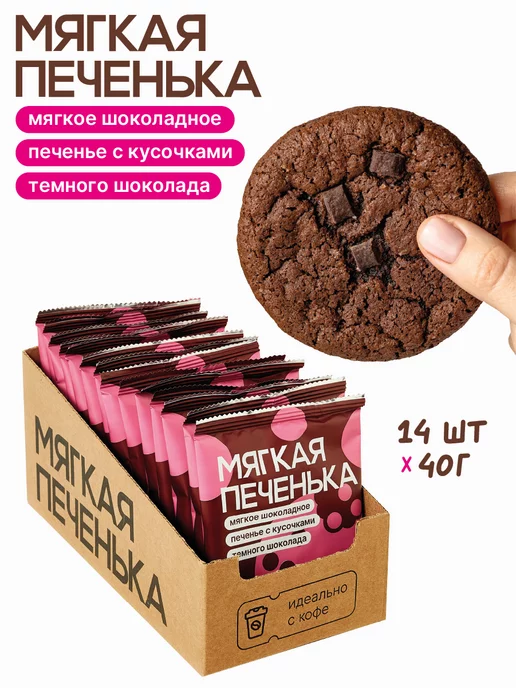 МЯГКАЯ
ПЕЧЕНЬКА
мягкое шоколадное
печенье с кусочками
темного шоколада
14 ШТ
х 40Г
МЯГКАЯ
ПЕЧЕНЬКА
МЯГКАЯ
ПЕЧЕНЬКА
мягкое шоколадное
печенье с кусочками
темного шоколада
идеально
с кофе